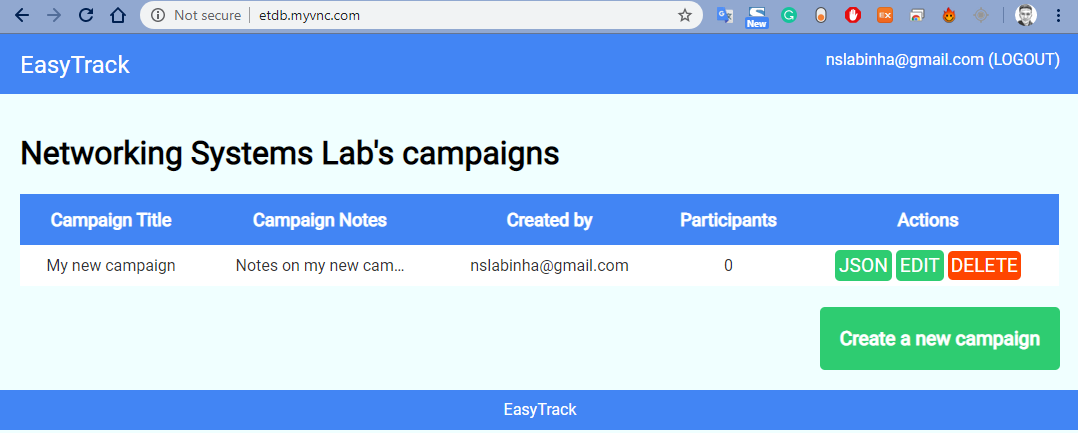 Not secure | etdb.myvnc.com
New
EX
EasyTrack
nslabinha@gmail.com (LOGOUT)
Networking Systems Lab's campaigns
Campaign Title Campaign Notes Created by Participants Actions
My new campaign Notes on my new cam... nslabinha@gmail.com 0 JSON EDIT DELETE
Create a new campaign
EasyTrack